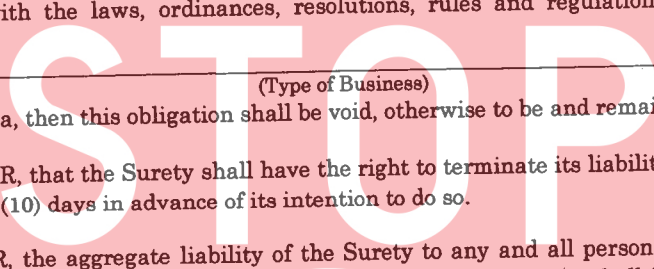 ith the laws, ordinances, resolutions, rules and regulation
(Type of Business)
a, then this obligation shall be void, otherwise to be and remai
R, that the Surety shall have the right to terminate its liabilit
(10) days in advance of its intention to do so.
R, the aggregate liability of the Surety to any and all person
STOP